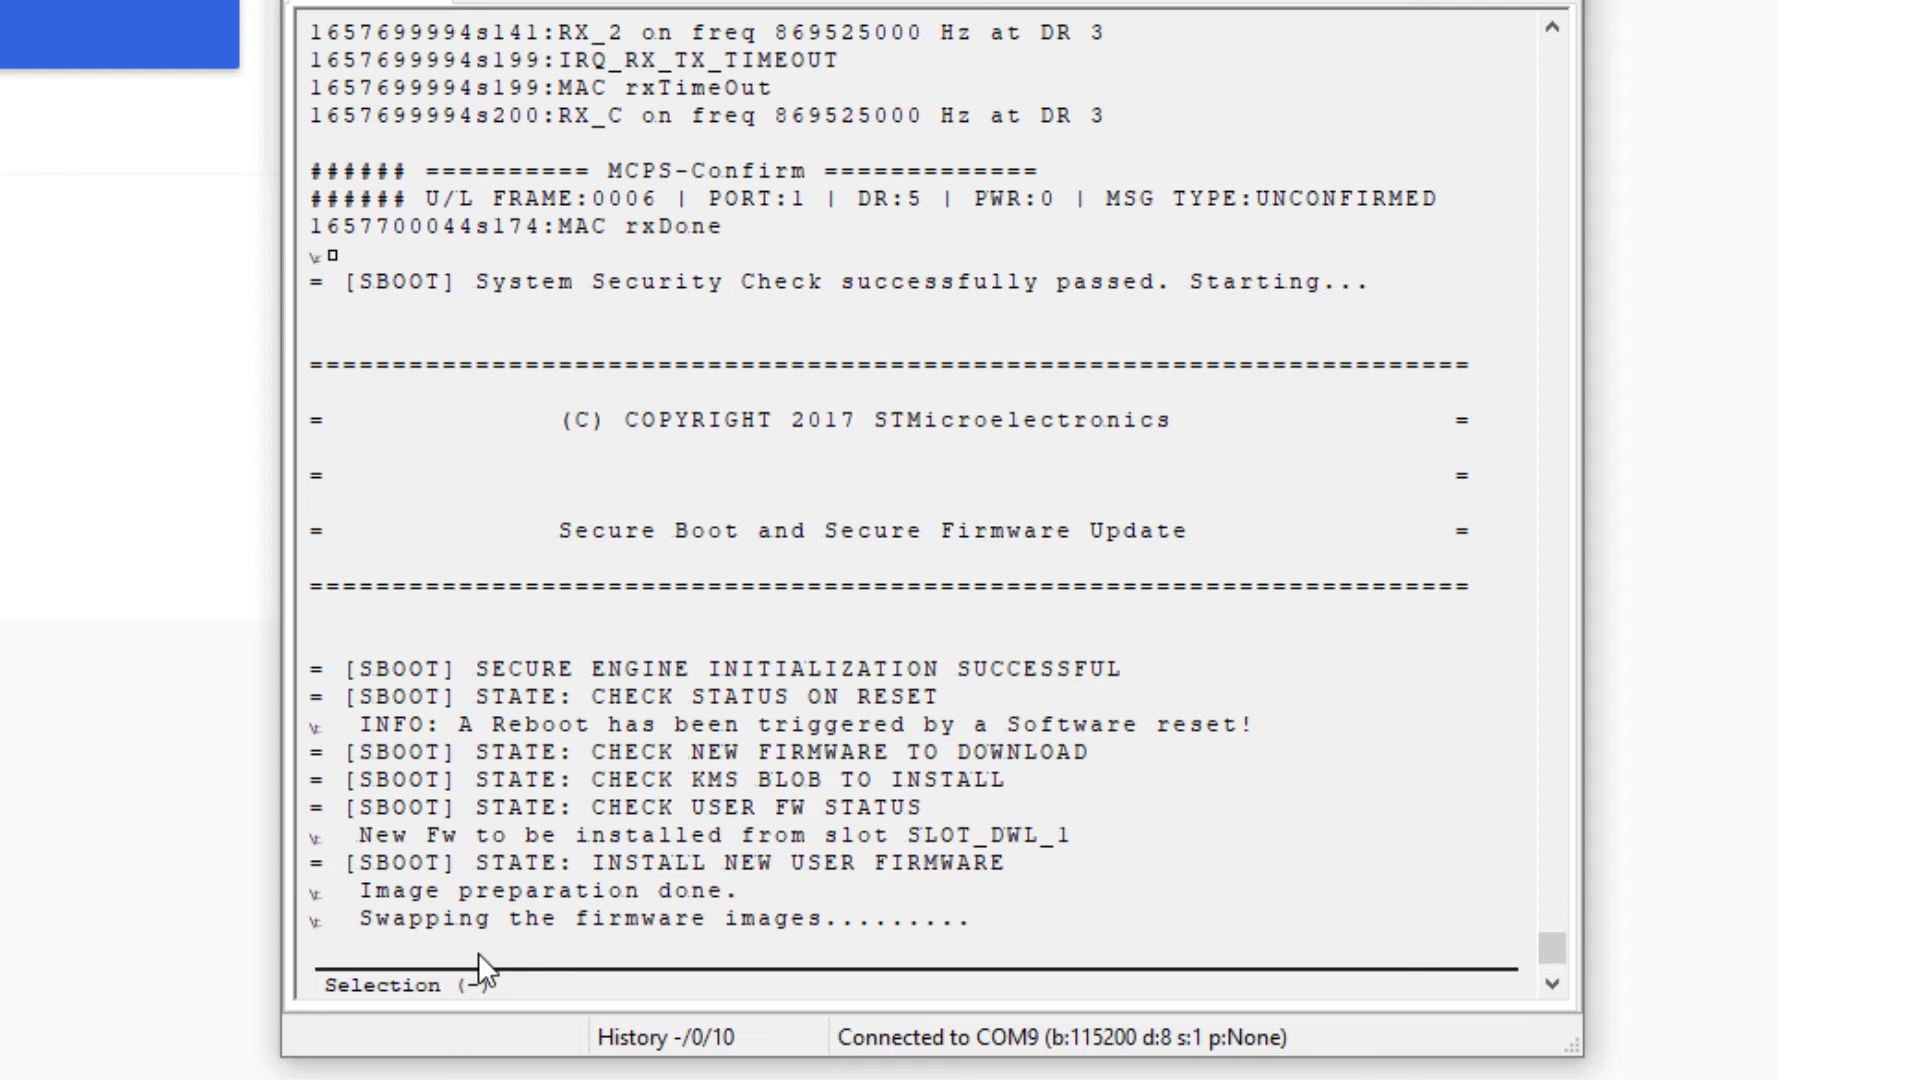 1657699994s141:RX_2 on freq 869525000 Hz at DR 3
1657699994s199:IRQ_RX_TX_TIMEOUT
1657699994s199:MAC rxTimeOut
1657699994s200:RX_C on freq 869525000 Hz at DR 3
###### ========== MCPS-Confirm =============
###### U/L FRAME:0006 | PORT:1 | DR:5 | PWR:0 | MSG TYPE:UNCONFIRMED
1657700044s174:MAC rxDone
= [SBOOT] System Security Check successfully passed. Starting...
======================================================================
= (C) COPYRIGHT 2017 STMicroelectronics =
= =
= Secure Boot and Secure Firmware Update =
======================================================================
= [SBOOT] SECURE ENGINE INITIALIZATION SUCCESSFUL
= [SBOOT] STATE: CHECK STATUS ON RESET
INFO: A Reboot has been triggered by a Software reset!
= [SBOOT] STATE: CHECK NEW FIRMWARE TO DOWNLOAD
= [SBOOT] STATE: CHECK KMS BLOB TO INSTALL
= [SBOOT] STATE: CHECK USER FW STATUS
New Fw to be installed from slot SLOT_DWL_1
= [SBOOT] STATE: INSTALL NEW USER FIRMWARE
Image preparation done.
Swapping the firmware images.........
Selection (-)
History -/0/10
Connected to COM9 (b:115200 d:8 s:1 p:None)